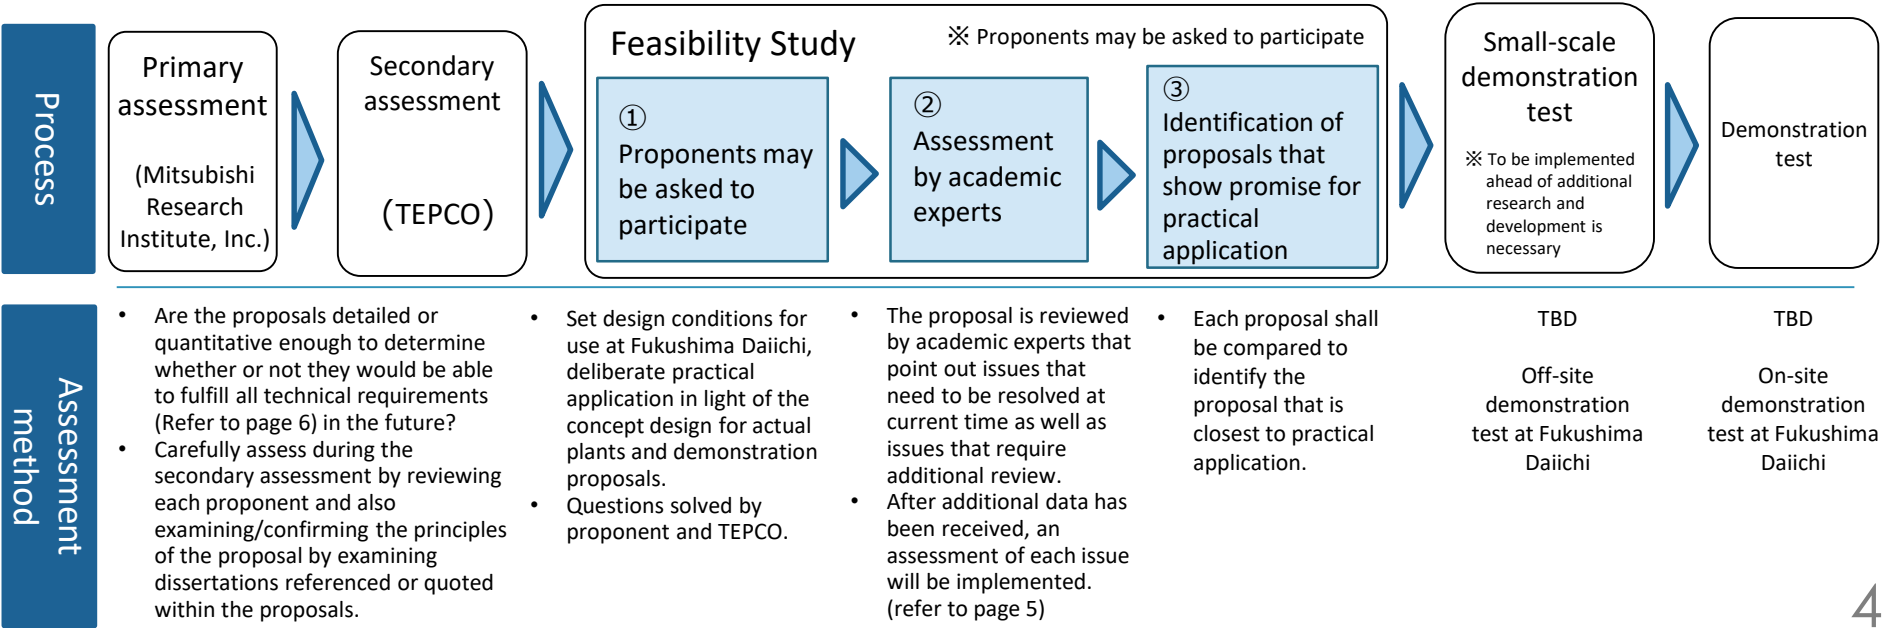 Process
Primary
assessment
(Mitsubishi
Research
Institute, Inc.)
Secondary
assessment
(TEPCO)
Feasibility Study
※ Proponents may be asked to participate
①
Proponents may
be asked to
participate
②
Assessment
by academic
experts
③
Identification of
proposals that
show promise for
practical
application
Small-scale
demonstration
test
※ To be implemented
ahead of additional
research and
development is
necessary
Demonstration
test
Assessment
method
• Are the proposals detailed or
quantitative enough to determine
whether or not they would be able
to fulfill all technical requirements
(Refer to page 6) in the future?
• Carefully assess during the
secondary assessment by reviewing
each proponent and also
examining/confirming the principles
of the proposal by examining
dissertations referenced or quoted
within the proposals.
• Set design conditions for
use at Fukushima Daiichi,
deliberate practical
application in light of the
concept design for actual
plants and demonstration
proposals.
• Questions solved by
proponent and TEPCO.
• The proposal is reviewed
by academic experts that
point out issues that
need to be resolved at
current time as well as
issues that require
additional review.
• After additional data has
been received, an
assessment of each issue
will be implemented.
(refer to page 5)
• Each proposal shall
be compared to
identify the
proposal that is
closest to practical
application.
TBD
Off-site
demonstration
test at Fukushima
Daiichi
TBD
On-site
demonstration
test at Fukushima
Daiichi
4